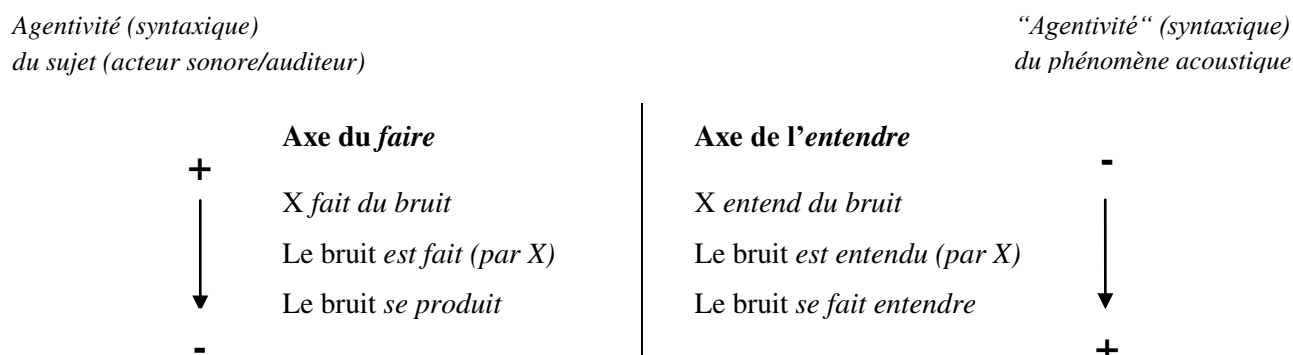 Agentivité (syntaxique)
du sujet (acteur sonore/auditeur)
“Agentivité“ (syntaxique)
du phénomène acoustique
Axe du faire
Axe de l’entendre
+
-
X fait du bruit
X entend du bruit
Le bruit est fait (par X)
Le bruit est entendu (par X)
Le bruit se produit
Le bruit se fait entendre
-
+